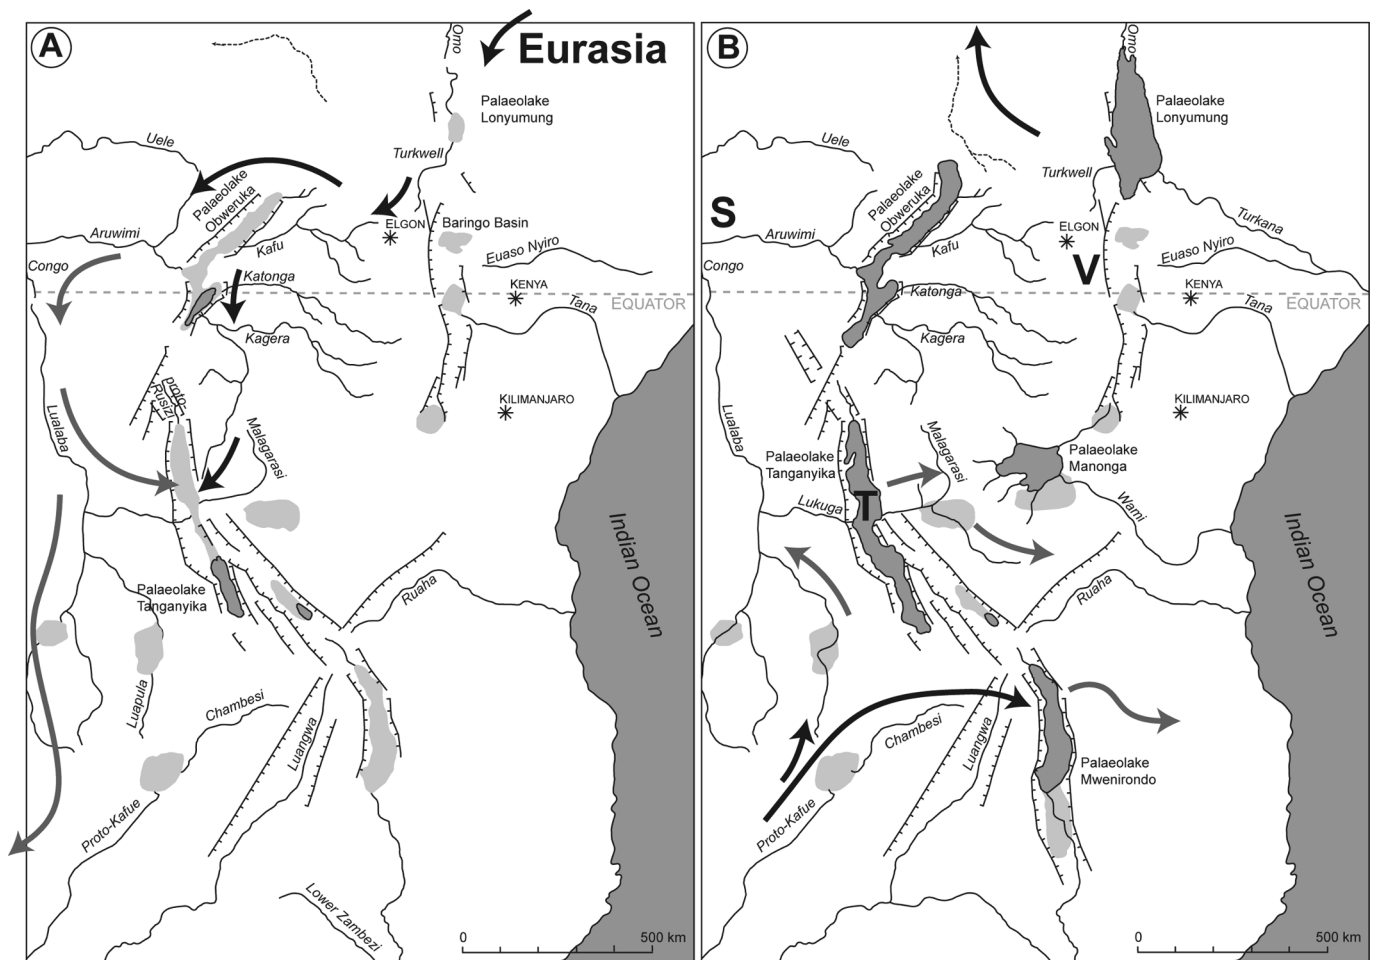 A
Eurasia
Omo
Palaeolake
Lonyumung
Uele
Turkwell
Palaeolake
Obweruka
ELGON
Baringo Basin
Aruwimi
Kafu
Euaso Nyiro
Congo
Katonga
KENYA
EQUATOR
Tana
Kagera
proto-
Rusizi
KILIMANJARO
Lualaba
Malagarasi
Indian Ocean
Palaeolake
Tanganyika
Ruaha
Luapula
Chambesi
Luangwa
Proto-Kafue
Lower Zambezi
0
500 km
B
Omo
Palaeolake
Lonyumung
Uele
Turkwell
Palaeolake
Obweruka
S
Turkana
ELGON
Aruwimi
Kafu
Euaso Nyiro
Congo
V
Katonga
KENYA
EQUATOR
Tana
Kagera
KILIMANJARO
Lualaba
Malagarasi
Palaeolake
Tanganyika
Palaeolake
Manonga
T
Lukuga
Wami
Indian Ocean
Ruaha
Chambesi
Luangwa
Palaeolake
Mwenirondo
Proto-Kafue
0
500 km